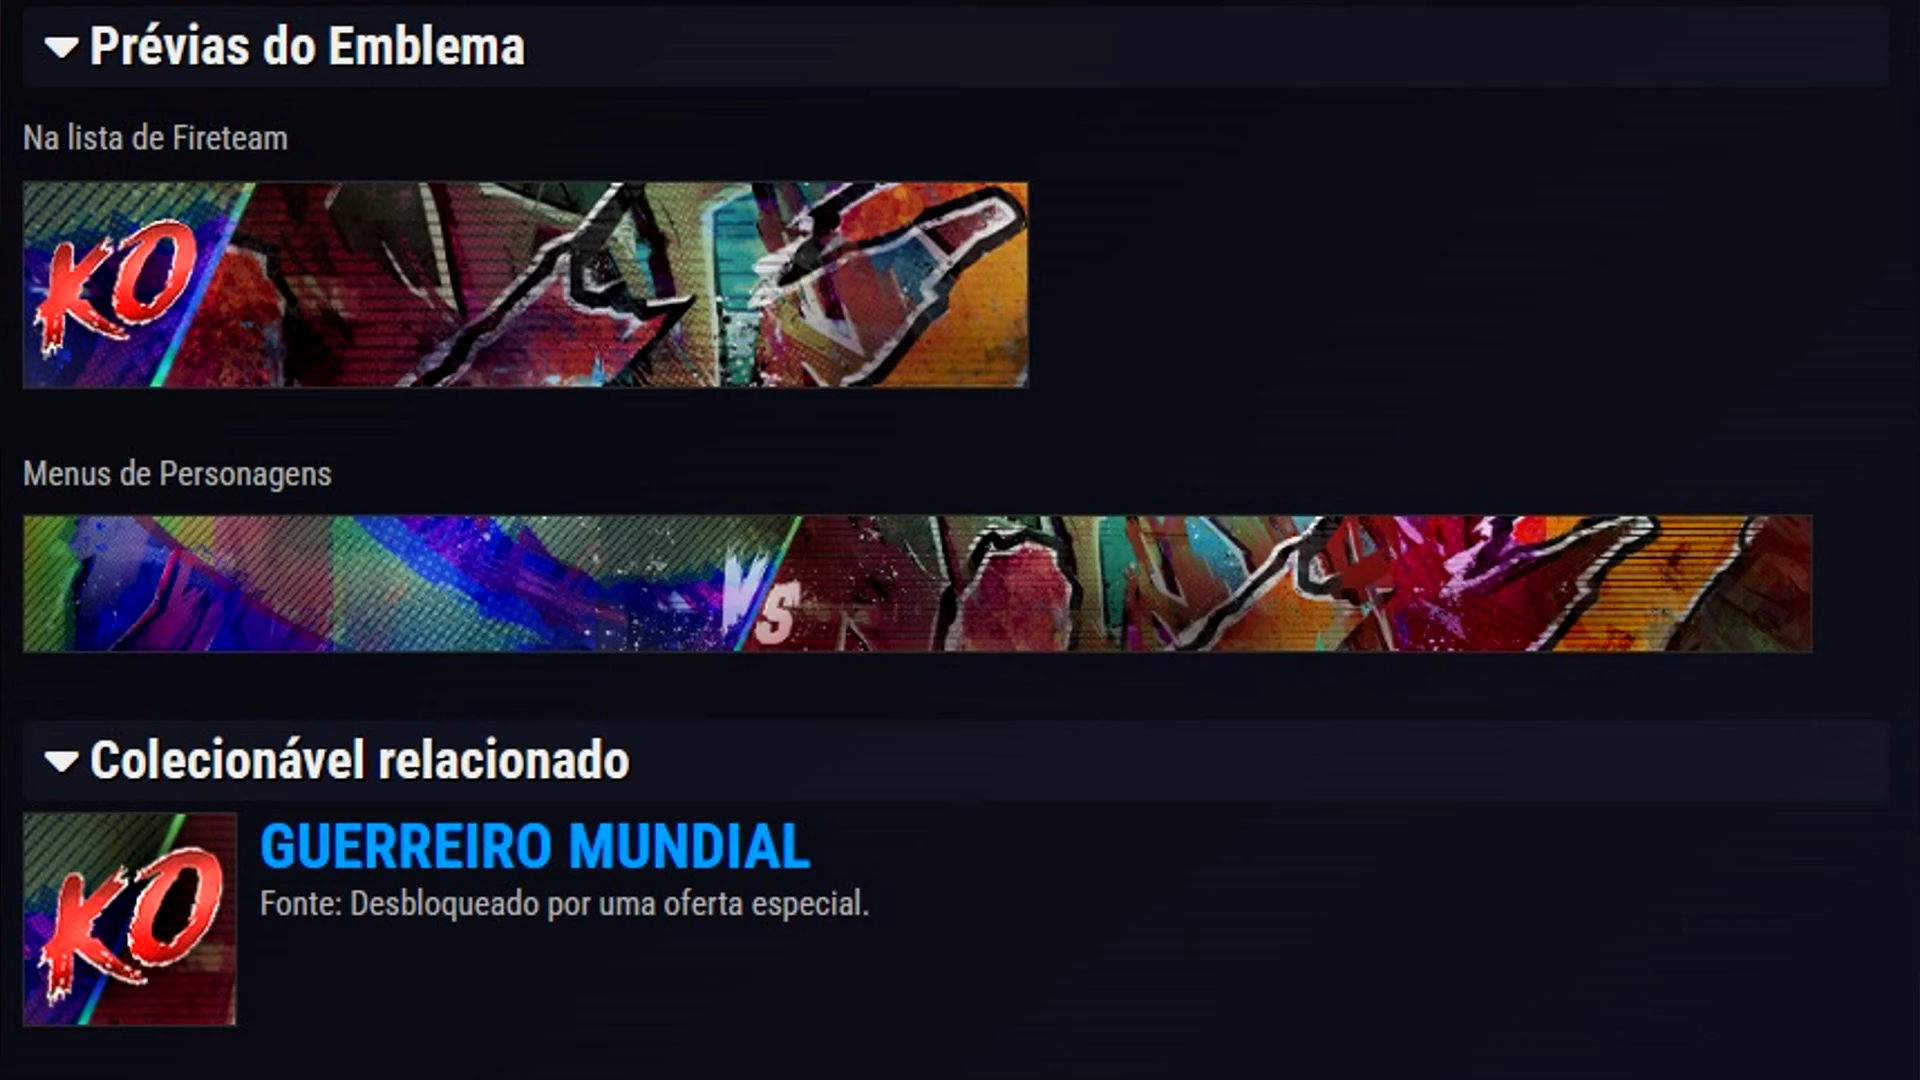 Prévias do Emblema
Na lista de Fireteam
KO
Menus de Personagens
VS
Colecionável relacionado
KO
GUERREIRO MUNDIAL
Fonte: Desbloqueado por uma oferta especial.